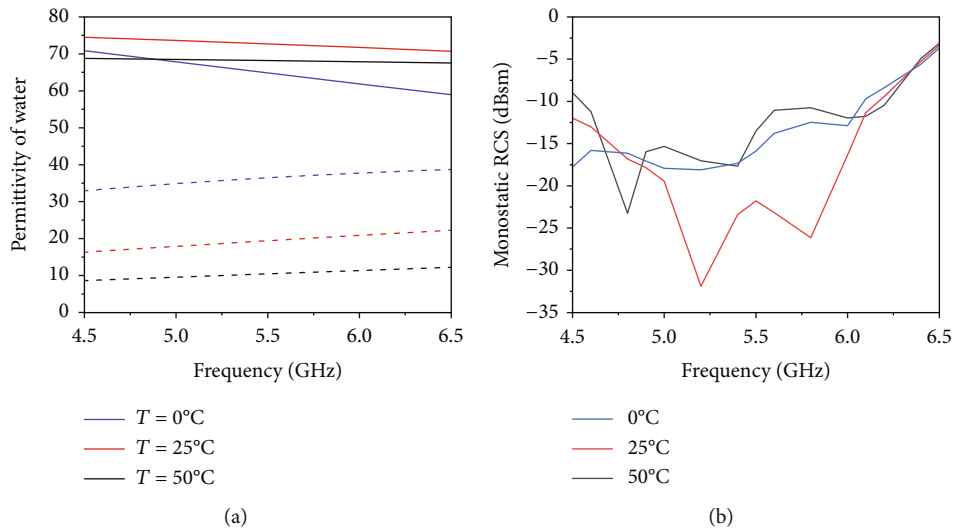 80
70
60
50
40
30
20
10
0
Permittivity of water
4.5
5.0
5.5
6.0
6.5
Frequency (GHz)
T = 0°C
T = 25°C
T = 50°C
(a)
0
−5
−10
−15
−20
−25
−30
−35
Monostatic RCS (dBsm)
4.5
5.0
5.5
6.0
6.5
Frequency (GHz)
0°C
25°C
50°C
(b)